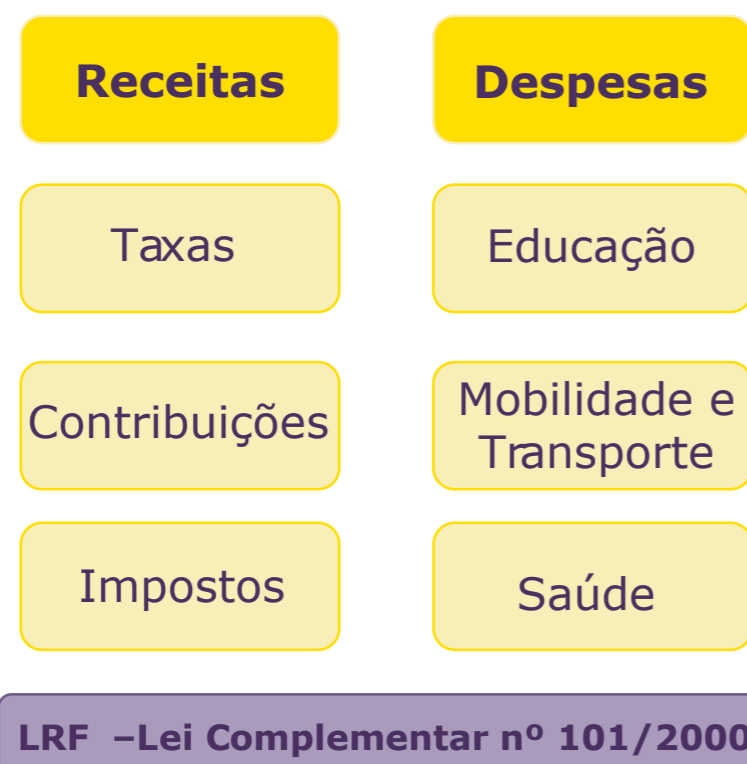 Receitas
Despesas
Taxas
Educação
Contribuições
Mobilidade e
Transporte
Impostos
Saúde
LRF –Lei Complementar nº 101/2000